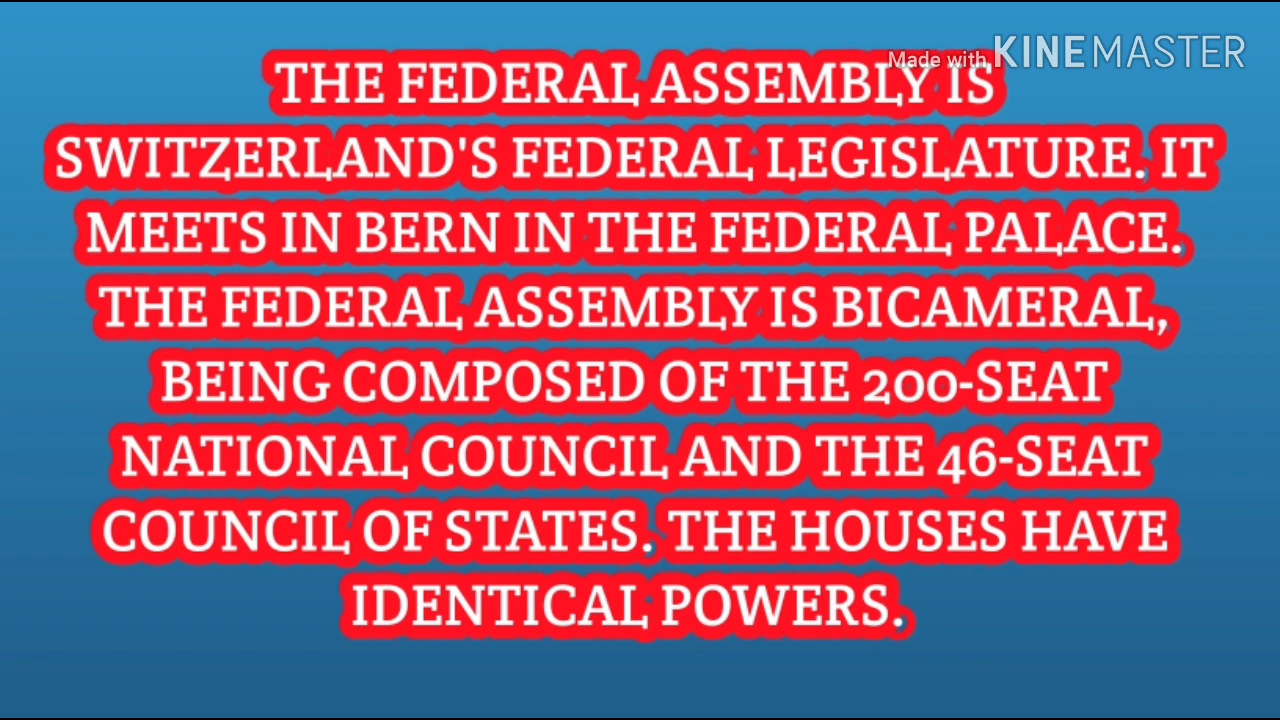 Made with KINEMASTER
THE FEDERAL ASSEMBLY IS
SWITZERLAND'S FEDERAL LEGISLATURE. IT
MEETS IN BERN IN THE FEDERAL PALACE.
THE FEDERAL ASSEMBLY IS BICAMERAL,
BEING COMPOSED OF THE 200-SEAT
NATIONAL COUNCIL AND THE 46-SEAT
COUNCIL OF STATES. THE HOUSES HAVE
IDENTICAL POWERS.